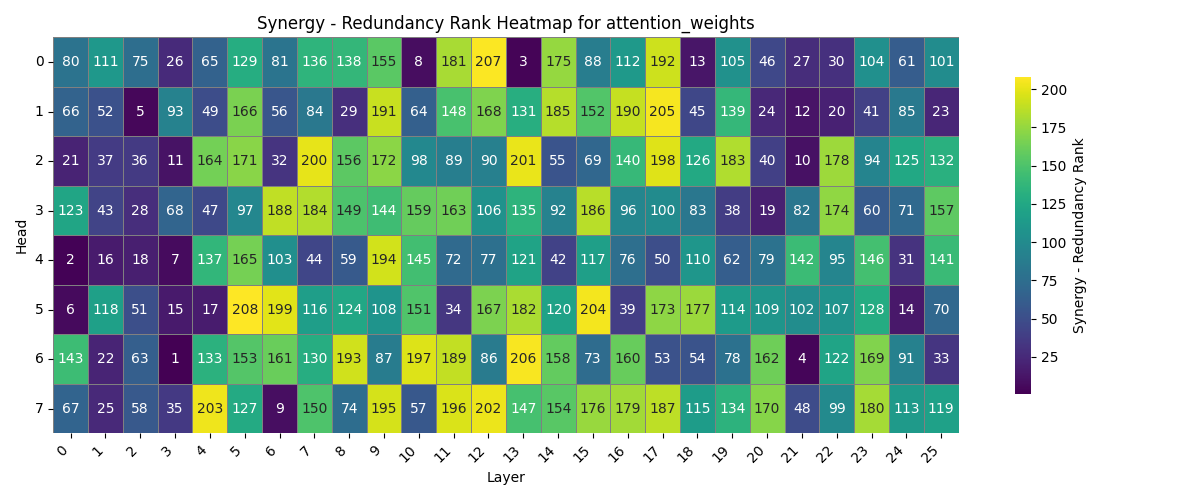 Synergy - Redundancy Rank Heatmap for attention_weights
Head
0 80 111 75 26 65 129 81 136 138 155 8 181 207 3 175 88 112 192 13 105 46 27 30 104 61 101
1 66 52 5 93 49 166 56 84 29 191 64 148 168 131 185 152 190 205 45 139 24 12 20 41 85 23
2 21 37 36 11 164 171 32 200 156 172 98 89 90 201 55 69 140 198 126 183 40 10 178 94 125 132
3 123 43 28 68 47 97 188 184 149 144 159 163 106 135 92 186 96 100 83 38 19 82 174 60 71 157
4 2 16 18 7 137 165 103 44 59 194 145 72 77 121 42 117 76 50 110 62 79 142 95 146 31 141
5 6 118 51 15 17 208 199 116 124 108 151 34 167 182 120 204 39 173 177 114 109 102 107 128 14 70
6 143 22 63 1 133 153 161 130 193 87 197 189 86 206 158 73 160 53 54 78 162 4 122 169 91 33
7 67 25 58 35 203 127 9 150 74 195 57 196 202 147 154 176 179 187 115 134 170 48 99 180 113 119
0 1 2 3 4 5 6 7 8 9 10 11 12 13 14 15 16 17 18 19 20 21 22 23 24 25
Layer
200
175
150
125
100
75
50
25
Synergy - Redundancy Rank